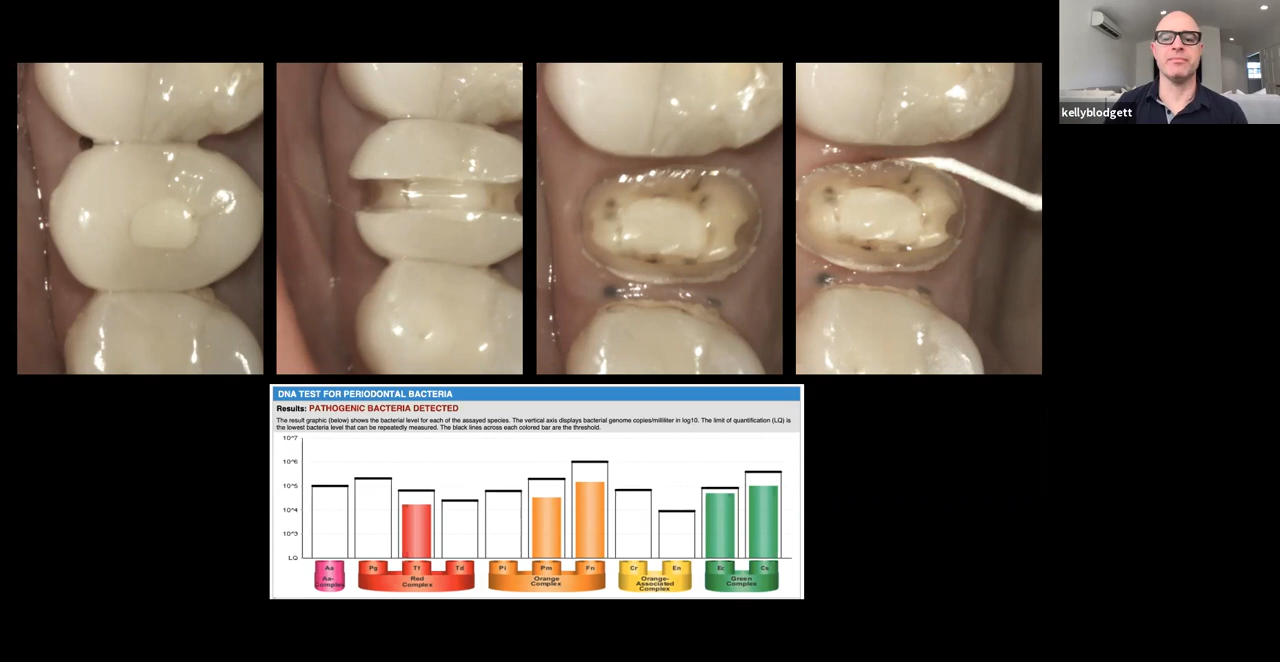 kellyblodgett
DNA TEST FOR PERIODONTAL BACTERIA
Results: PATHOGENIC BACTERIA DETECTED
The result graphic (below) shows the bacterial level for each of the assayed species. The vertical axis displays bacterial genome copies/milliliter in log10. The limit of quantification (LQ) is
the lowest bacteria level that can be repeatedly measured. The black lines across each colored bar are the threshold.
10^7
10^6
10^5
10^4
10^3
LQ
Aa Pg Tf Td Pi Pm Fn Cr En Ec Cs
Aa-
Complex
Red
Complex
Orange
Complex
Orange-
Associated
Complex
Green
Complex